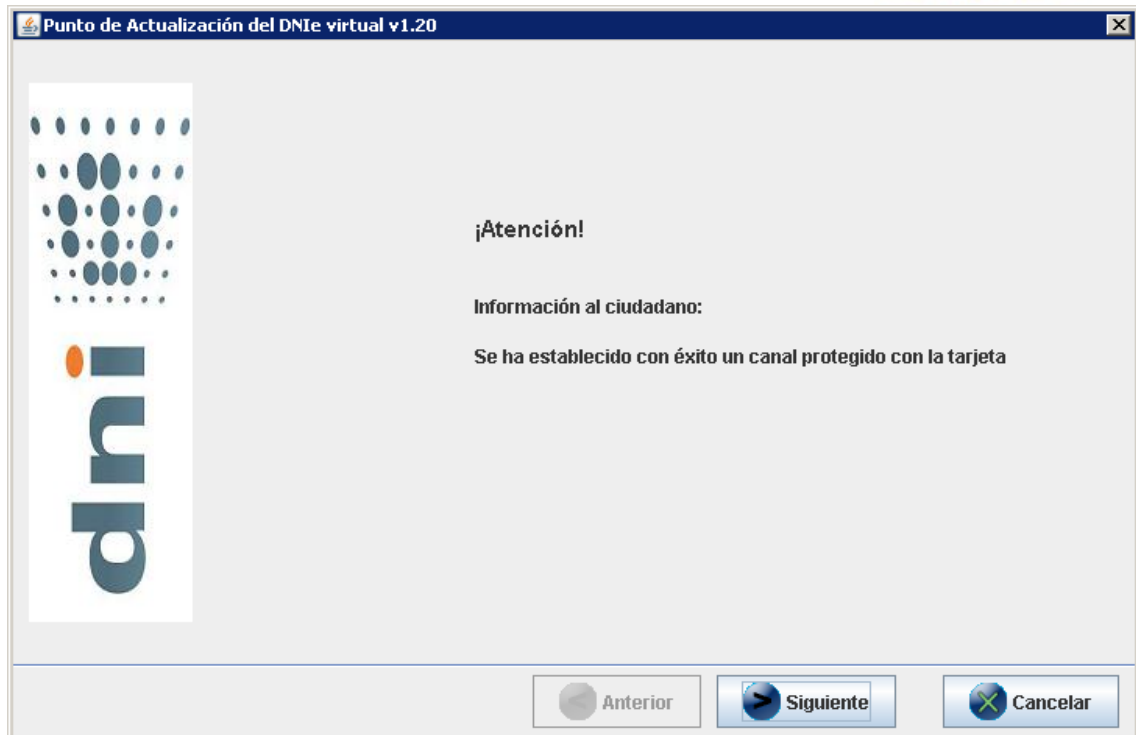 Punto de Actualización del DNIe virtual v1.20
dni
¡Atención!
Información al ciudadano:
Se ha establecido con éxito un canal protegido con la tarjeta
Anterior
Siguiente
Cancelar